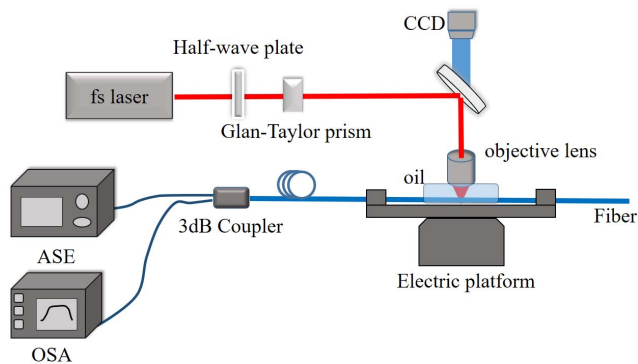 CCD
Half-wave plate
fs laser
Glan-Taylor prism
objective lens
oil
3dB Coupler
Fiber
ASE
Electric platform
OSA